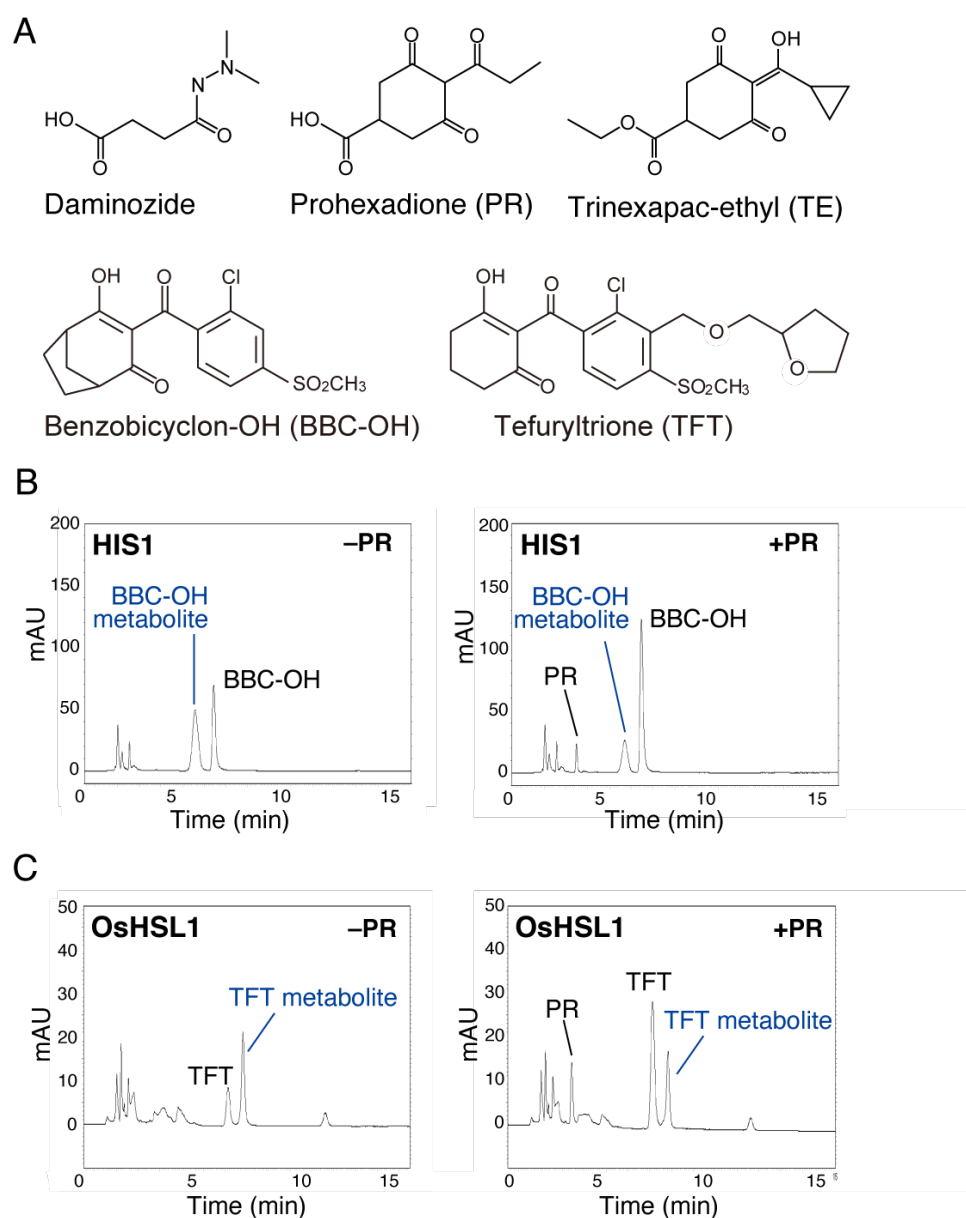 A
HO
O
N
N
O
Daminozide
O
O
HO
O
O
Prohexadione (PR)
O
OH
O
O
O
Trinexapac-ethyl (TE)
OH
O
Cl
O
SO2CH3
Benzobicyclon-OH (BBC-OH)
OH
O
Cl
O
O
O
SO2CH3
Tefuryltrione (TFT)
B
HIS1
–PR
BBC-OH
metabolite
BBC-OH
mAU
200
150
100
50
0
0
5
10
15
Time (min)
HIS1
+PR
BBC-OH
metabolite
BBC-OH
PR
mAU
200
150
100
50
0
0
5
10
15
Time (min)
C
OsHSL1
–PR
TFT metabolite
TFT
mAU
50
40
30
20
10
0
0
5
10
15
Time (min)
OsHSL1
+PR
TFT
PR
TFT metabolite
mAU
50
40
30
20
10
0
0
5
10
15
Time (min)